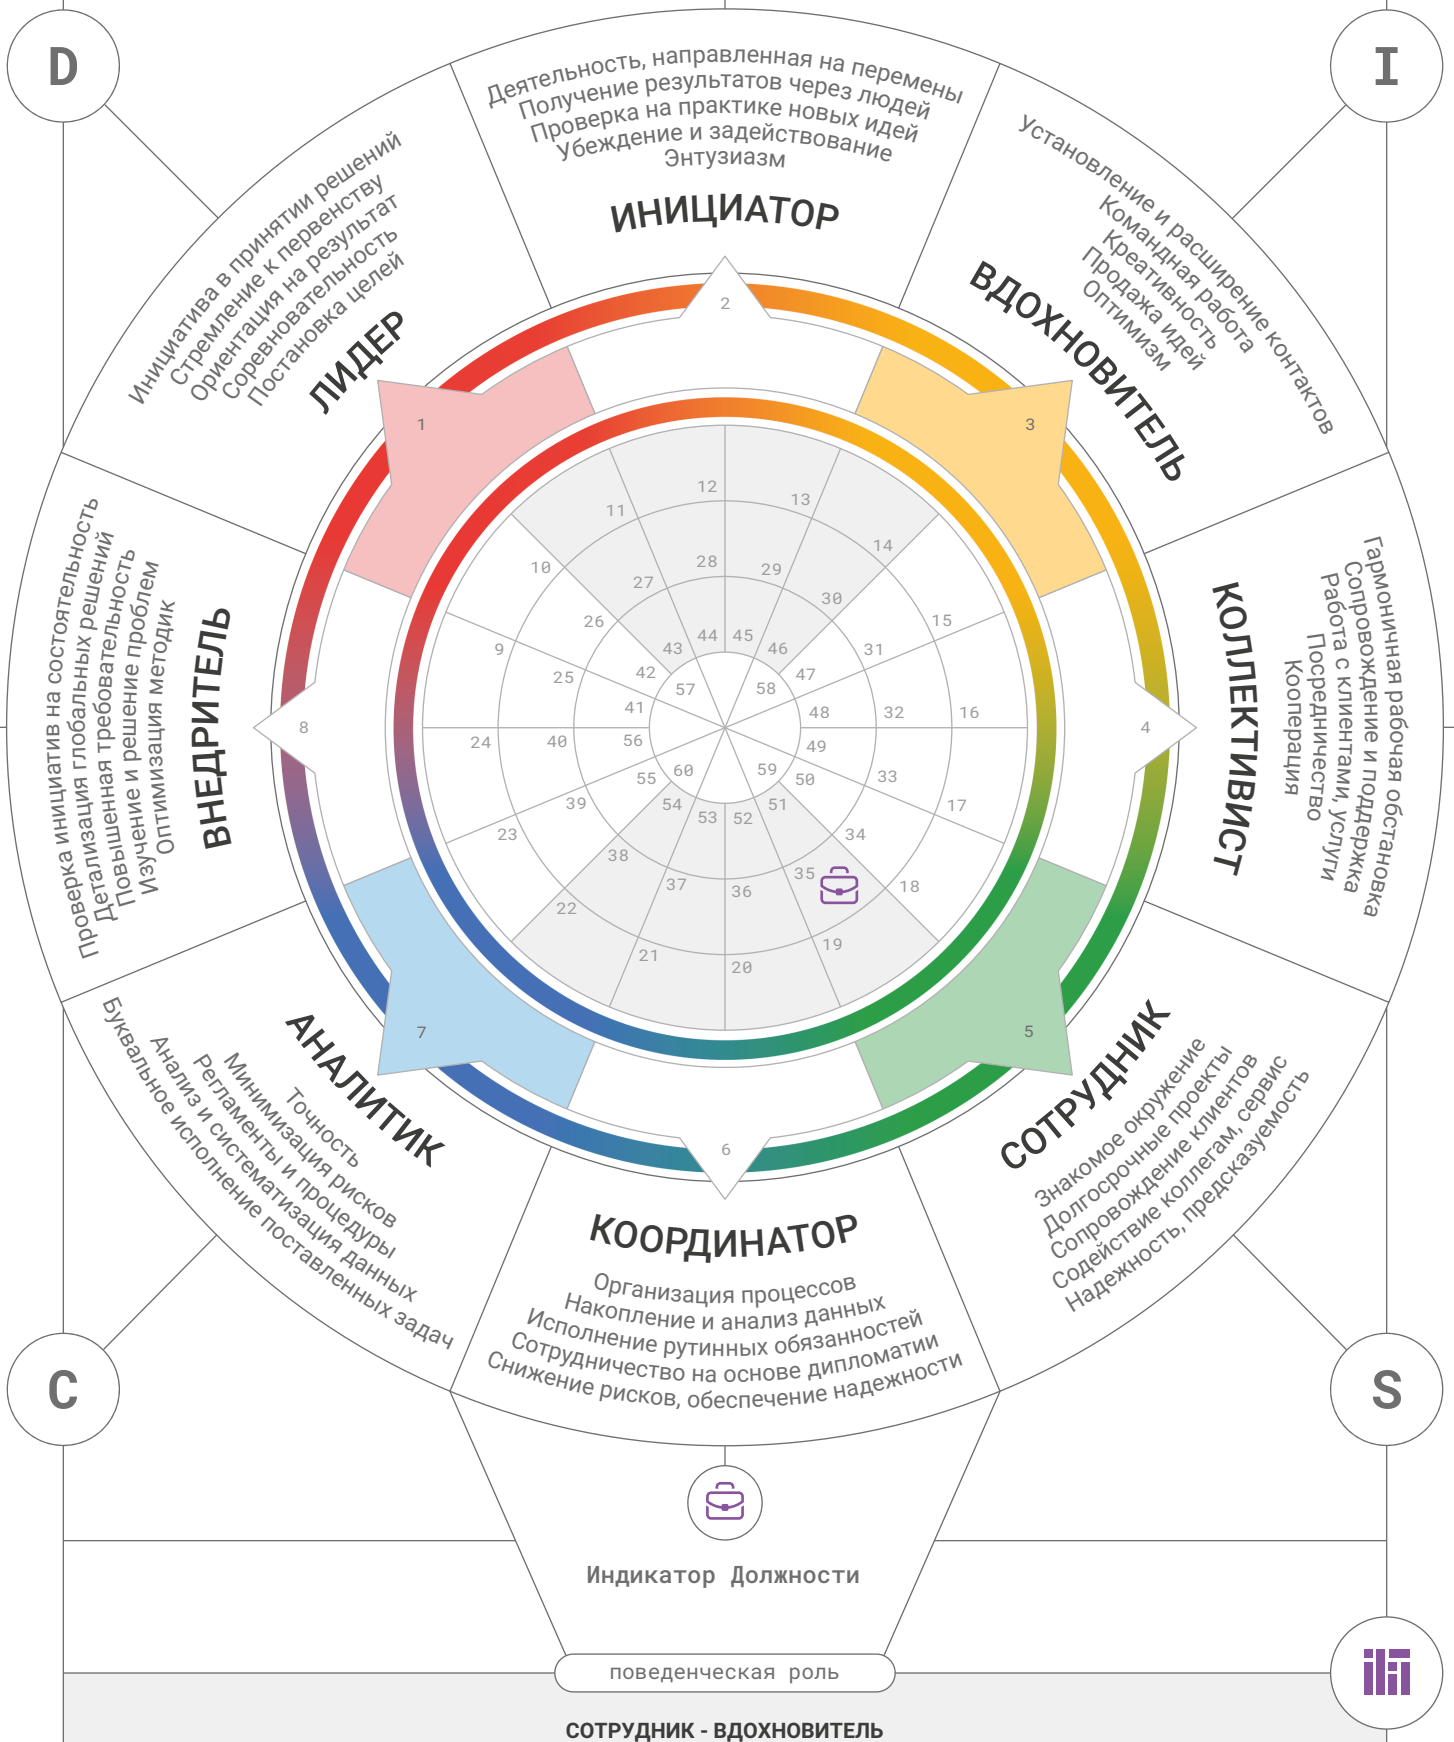 D
I
Деятельность, направленная на перемены
Получение результатов через людей
Проверка на практике новых идей
Убеждение и задействование
Энтузиазм
ИНИЦИАТОР
Инициатива в принятии решений
Стремление к первенству
Ориентация на результат
Соревновательность
Постановка целей
ЛИДЕР
Установление и расширение контактов
Командная работа
Креативность
Продажа идей
Оптимизм
ВДОХНОВИТЕЛЬ
Проверка инициатив на состоятельность
Детализация глобальных решений
Повышенная требовательность
Изучение и решение проблем
Оптимизация методик
ВНЕДРИТЕЛЬ
Гармоничная рабочая обстановка
Сопровождение и поддержка
Работа с клиентами, услуги
Посредничество
Кооперация
КОЛЛЕКТИВИСТ
2
1
3
8
4
7
5
6
12
13
11
14
10
28
29
27
30
26
15
9
44
45
43
46
31
25
42
47
57
58
41
48
32
16
24
40
56
49
55
60
59
50
33
39
54
51
17
23
53
52
38
34
37
35
36
18
22
19
21
20
АНАЛИТИК
Точность
Минимизация рисков
Регламенты и процедуры
Анализ и систематизация данных
Буквальное исполнение поставленных задач
СОТРУДНИК
Знакомое окружение
Долгосрочные проекты
Сопровождение клиентов
Содействие коллегам, сервис
Надежность, предсказуемость
КООРДИНАТОР
Организация процессов
Накопление и анализ данных
Исполнение рутинных обязанностей
Сотрудничество на основе дипломатии
Снижение рисков, обеспечение надежности
C
S
Индикатор Должности
поведенческая роль
СОТРУДНИК - ВДОХНОВИТЕЛЬ